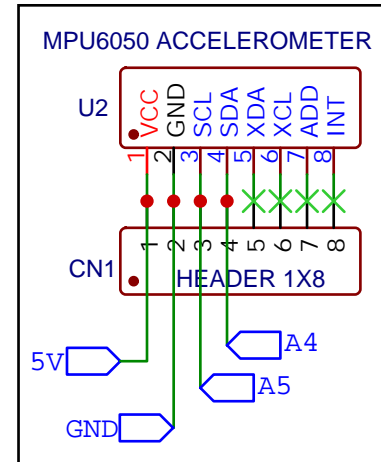 MPU6050 ACCELEROMETER
U2
VCC GND SCL SDA XDA XCL ADD INT
1 2 3 4 5 6 7 8
1 2 3 4 5 6 7 8
CN1 HEADER 1X8
A4
5V
A5
GND